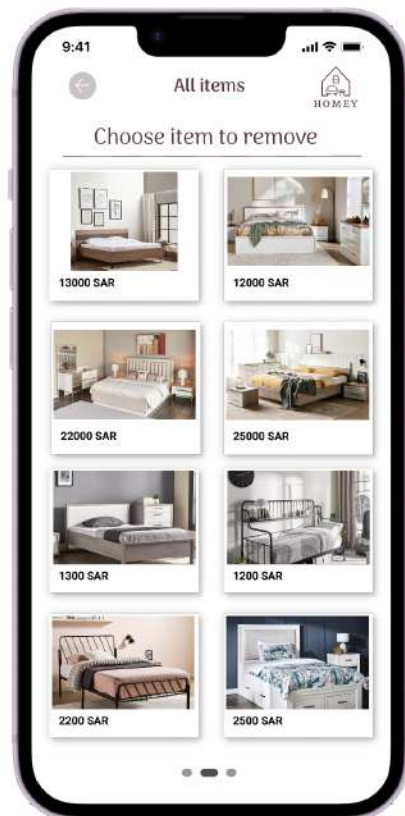 9:41
All items
HOMEY
Choose item to remove
13000 SAR
12000 SAR
22000 SAR
25000 SAR
1300 SAR
1200 SAR
2200 SAR
2500 SAR